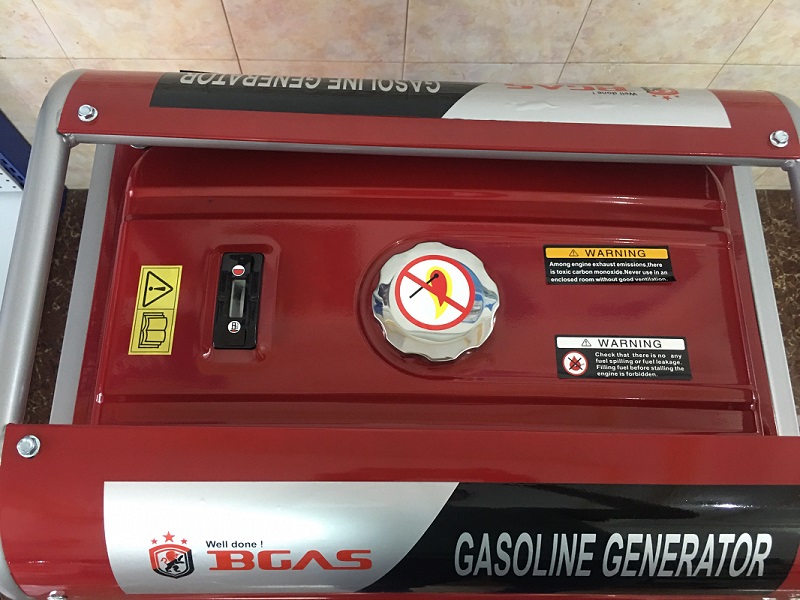 GASOLINE GENERATOR
Well done !
BGAS
WARNING
Among engine exhaust emissions,there
is toxic carbon monoxide.Never use in an
enclosed room without good ventilation.
WARNING
Check that there is no any
fuel spilling or fuel leakage.
Filling fuel before stalling the
engine is forbidden.
Well done !
BGAS
GASOLINE GENERATOR